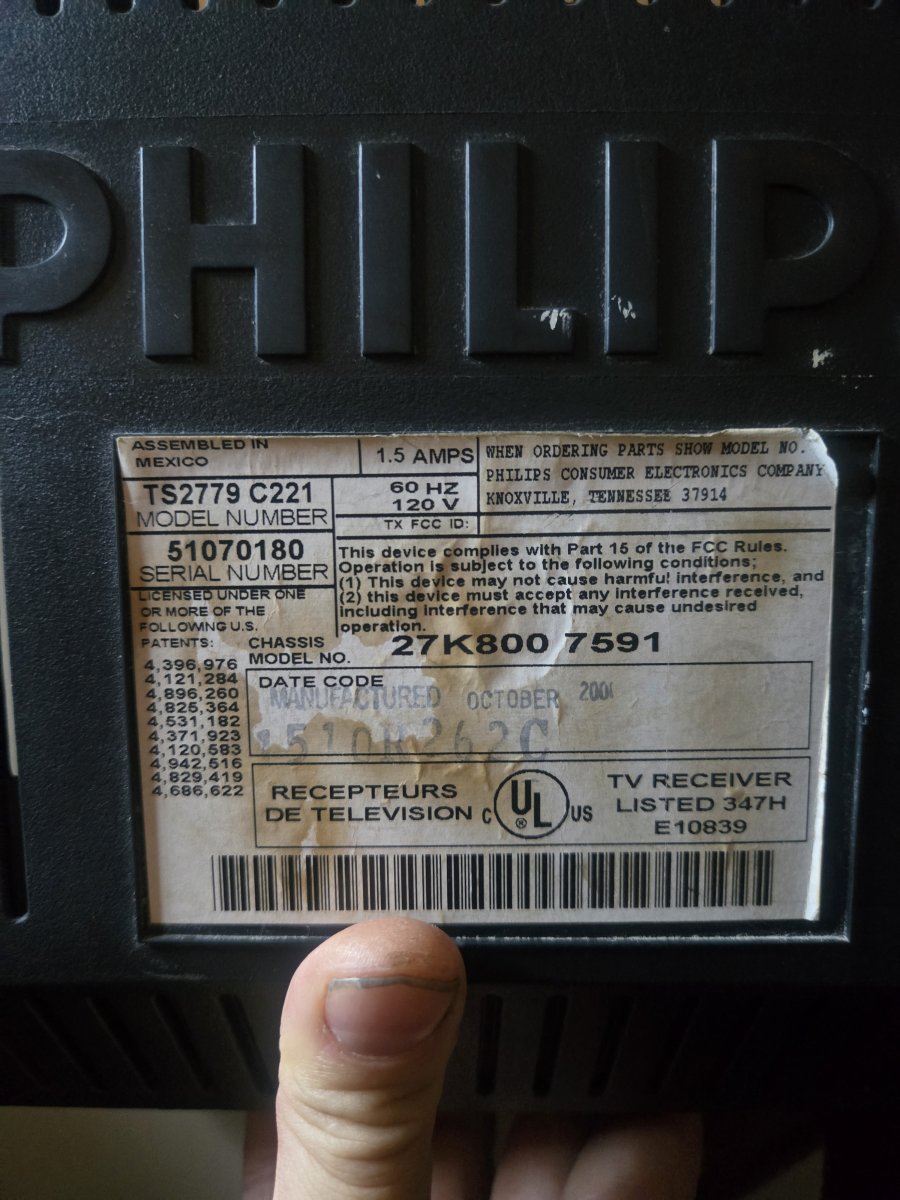 PHILIP
ASSEMBLED IN
MEXICO
1.5 AMPS
WHEN ORDERING PARTS SHOW MODEL NO.
PHILIPS CONSUMER ELECTRONICS COMPANY
KNOXVILLE, TENNESSEE 37914
TS2779 C221
MODEL NUMBER
60 HZ
120 V
TX FCC ID:
51070180
SERIAL NUMBER
This device complies with Part 15 of the FCC Rules.
Operation is subject to the following conditions;
(1) This device may not cause harmful interference, and
(2) this device must accept any interference received,
including interference that may cause undesired
operation.
LICENSED UNDER ONE
OR MORE OF THE
FOLLOWING U.S.
PATENTS:
4,396,976
4,121,284
4,896,260
4,825,364
4,531,182
4,371,923
4,120,583
4,942,516
4,829,419
4,686,622
CHASSIS
MODEL NO.
27K800 7591
DATE CODE
MANUFACTURED OCTOBER
RECEPTEURS
DE TELEVISION
C UL ® US
TV RECEIVER
LISTED 347H
E10839